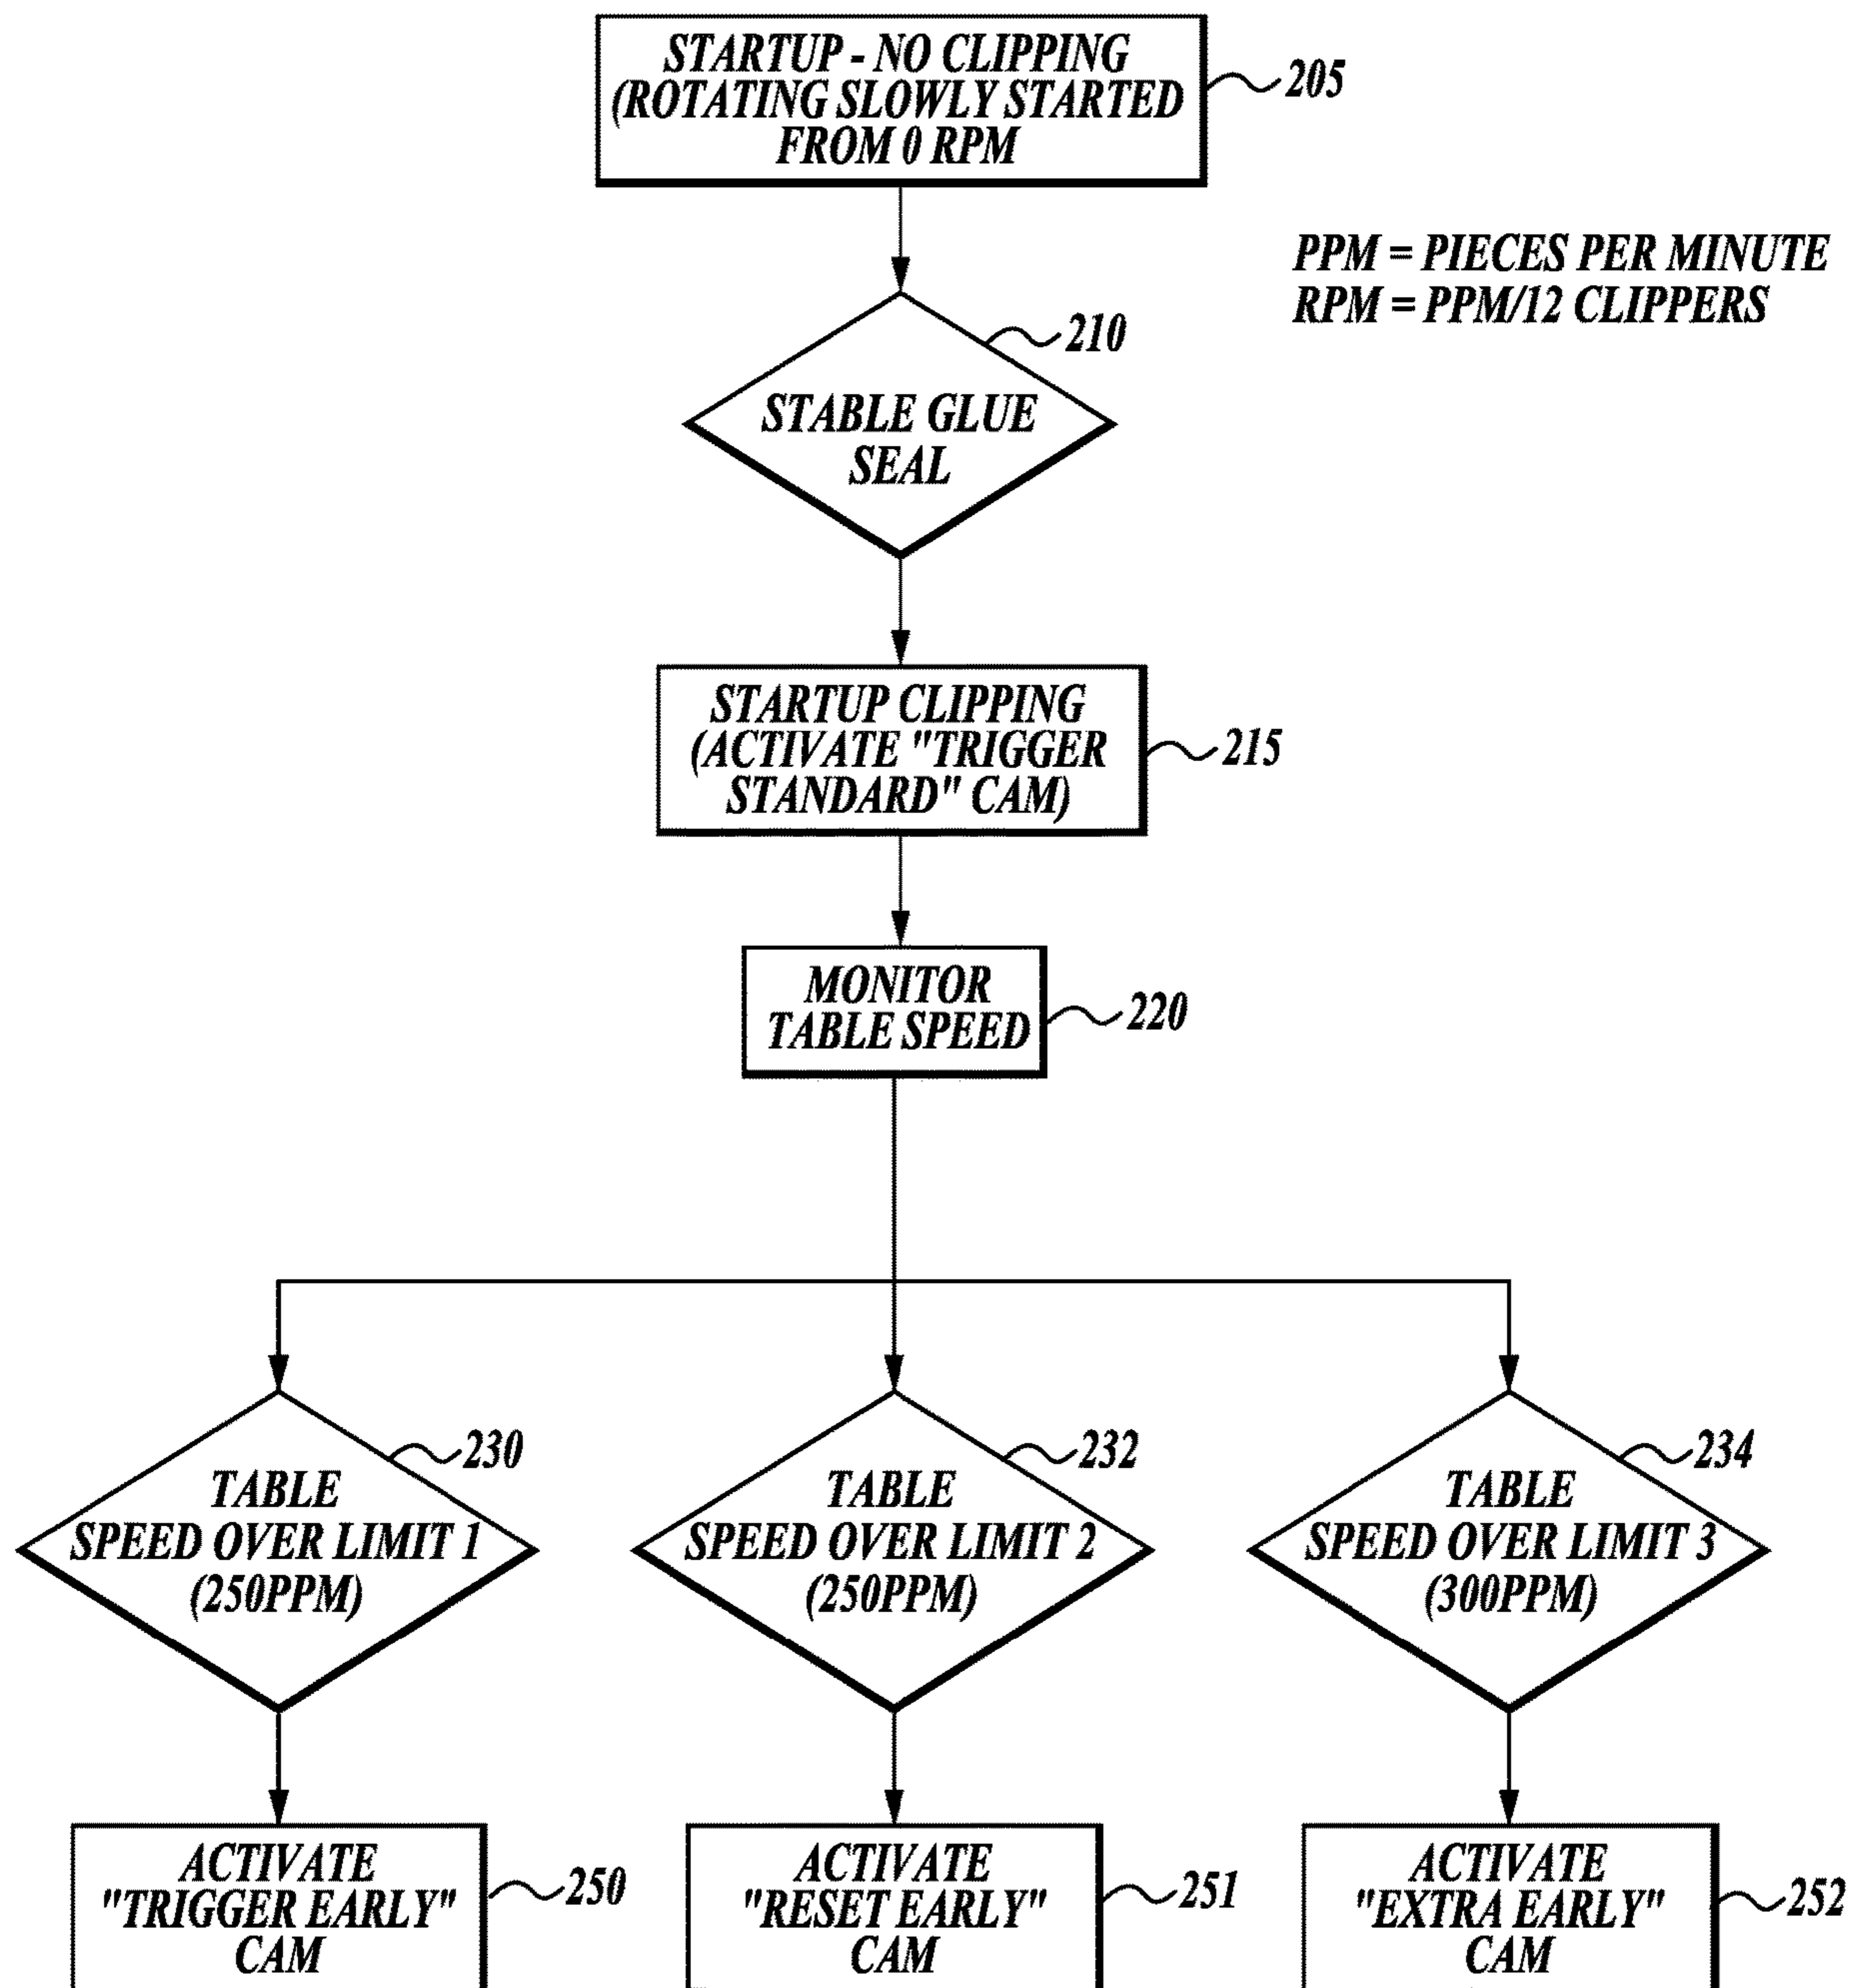 STARTUP - NO CLIPPING
(ROTATING SLOWLY STARTED
FROM 0 RPM
205
PPM = PIECES PER MINUTE
RPM = PPM/12 CLIPPERS
210
STABLE GLUE
SEAL
STARTUP CLIPPING
(ACTIVATE "TRIGGER
STANDARD" CAM)
215
MONITOR
TABLE SPEED
220
230
TABLE
SPEED OVER LIMIT 1
(250PPM)
232
TABLE
SPEED OVER LIMIT 2
(250PPM)
234
TABLE
SPEED OVER LIMIT 3
(300PPM)
ACTIVATE
"TRIGGER EARLY"
CAM
250
ACTIVATE
"RESET EARLY"
CAM
251
ACTIVATE
"EXTRA EARLY"
CAM
252